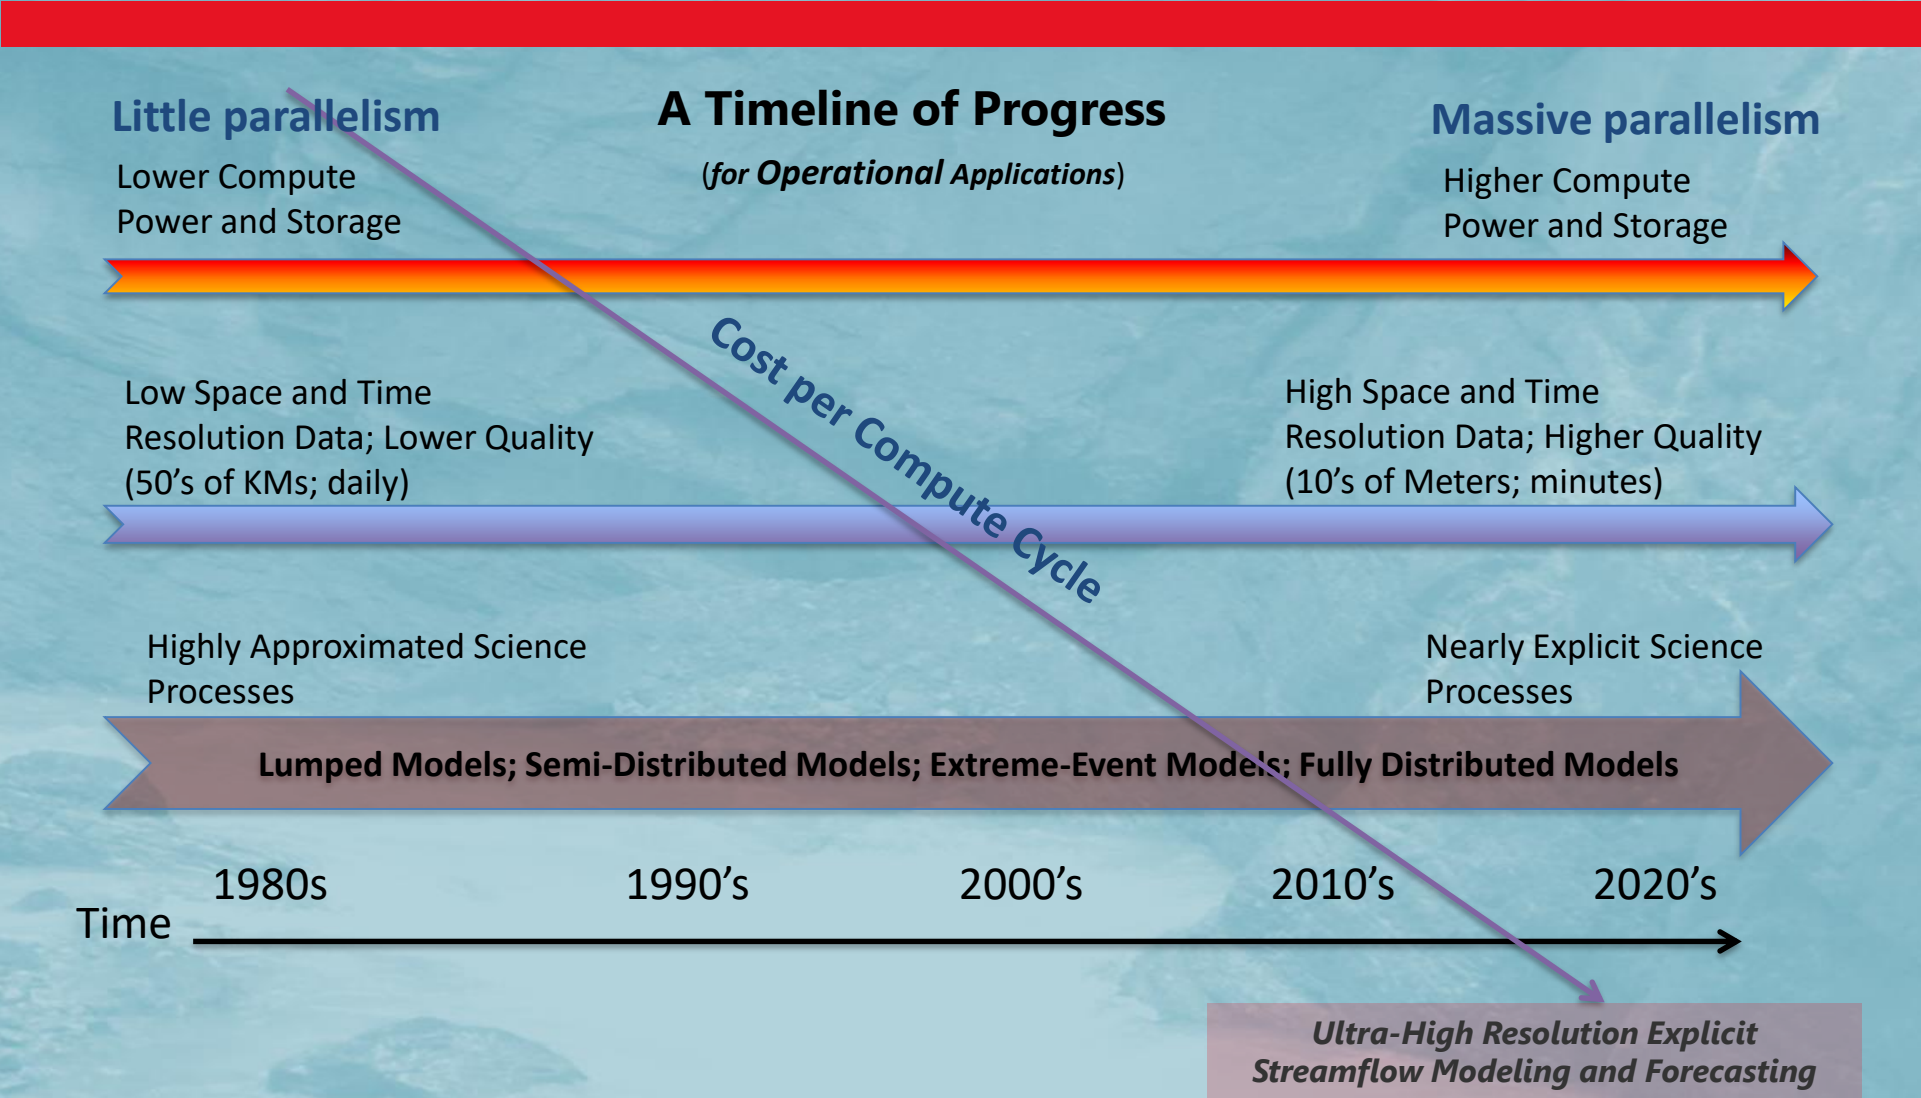 A Timeline of Progress
(for Operational Applications)
Little parallelism
Lower Compute
Power and Storage
Massive parallelism
Higher Compute
Power and Storage
Cost per Compute Cycle
Low Space and Time
Resolution Data; Lower Quality
(50’s of KMs; daily)
High Space and Time
Resolution Data; Higher Quality
(10’s of Meters; minutes)
Highly Approximated Science
Processes
Nearly Explicit Science
Processes
Lumped Models; Semi-Distributed Models; Extreme-Event Models; Fully Distributed Models
1980s 1990’s 2000’s 2010’s 2020’s
Time
Ultra-High Resolution Explicit
Streamflow Modeling and Forecasting